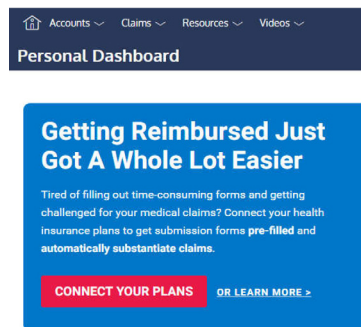 Accounts Claims Resources Videos
Personal Dashboard
Getting Reimbursed Just
Got A Whole Lot Easier
Tired of filling out time-consuming forms and getting
challenged for your medical claims? Connect your health
insurance plans to get submission forms pre-filled and
automatically substantiate claims.
CONNECT YOUR PLANS OR LEARN MORE >